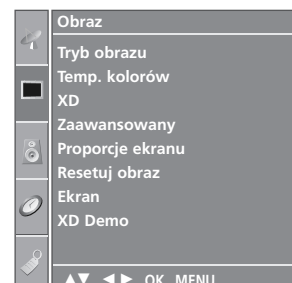 Obraz
Tryb obrazu
Temp. kolorów
XD
Zaawansowany
Proporcje ekranu
Resetuj obraz
Ekran
XD Demo
▲▼ ◄► OK MENU